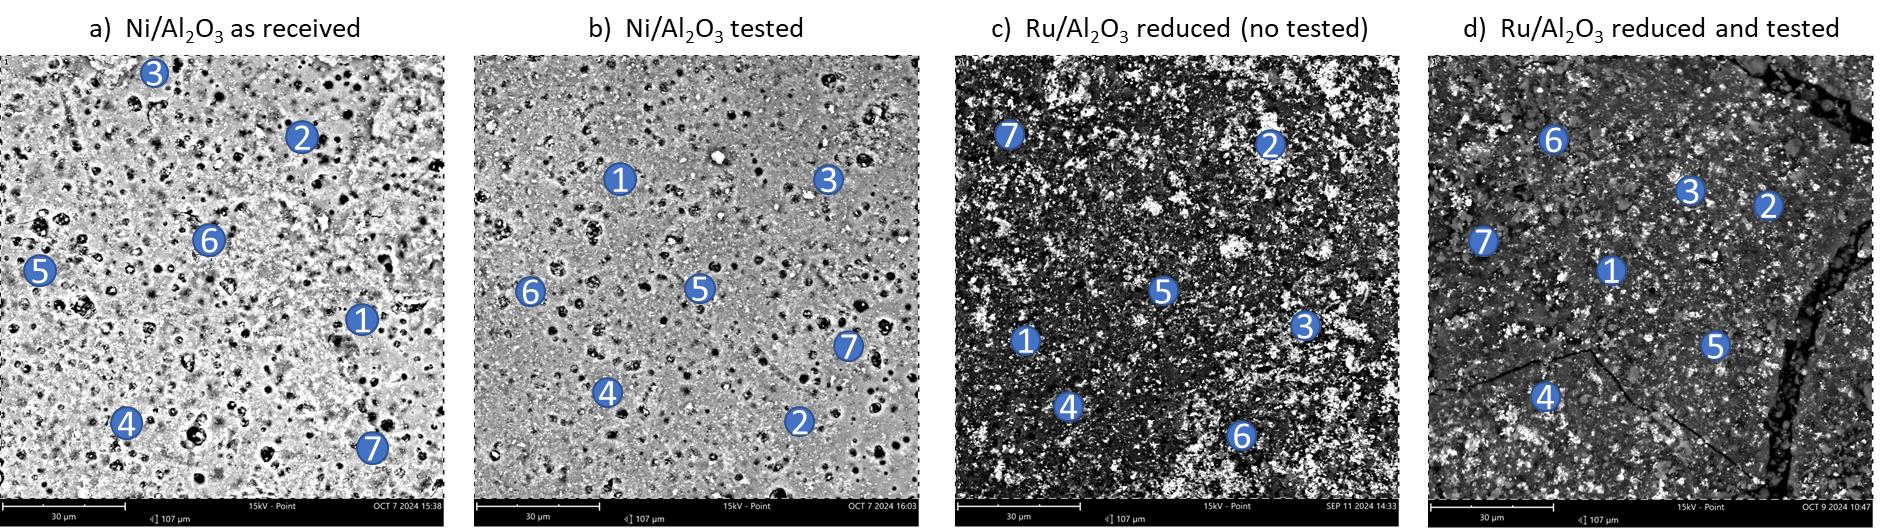 a) Ni/Al₂O₃ as received
b) Ni/Al₂O₃ tested
c) Ru/Al₂O₃ reduced (no tested)
d) Ru/Al₂O₃ reduced and tested
3
2
6
5
1
4
7
30 µm
107 µm
15kV - Point
OCT 7 2024 15:38
1
3
6
5
7
4
2
30 µm
107 µm
15kV - Point
OCT 7 2024 16:03
7
2
5
3
1
4
6
30 µm
107 µm
15kV - Point
SEP 11 2024 14:33
6
3
2
7
1
5
4
30 µm
107 µm
15kV - Point
OCT 9 2024 10:47